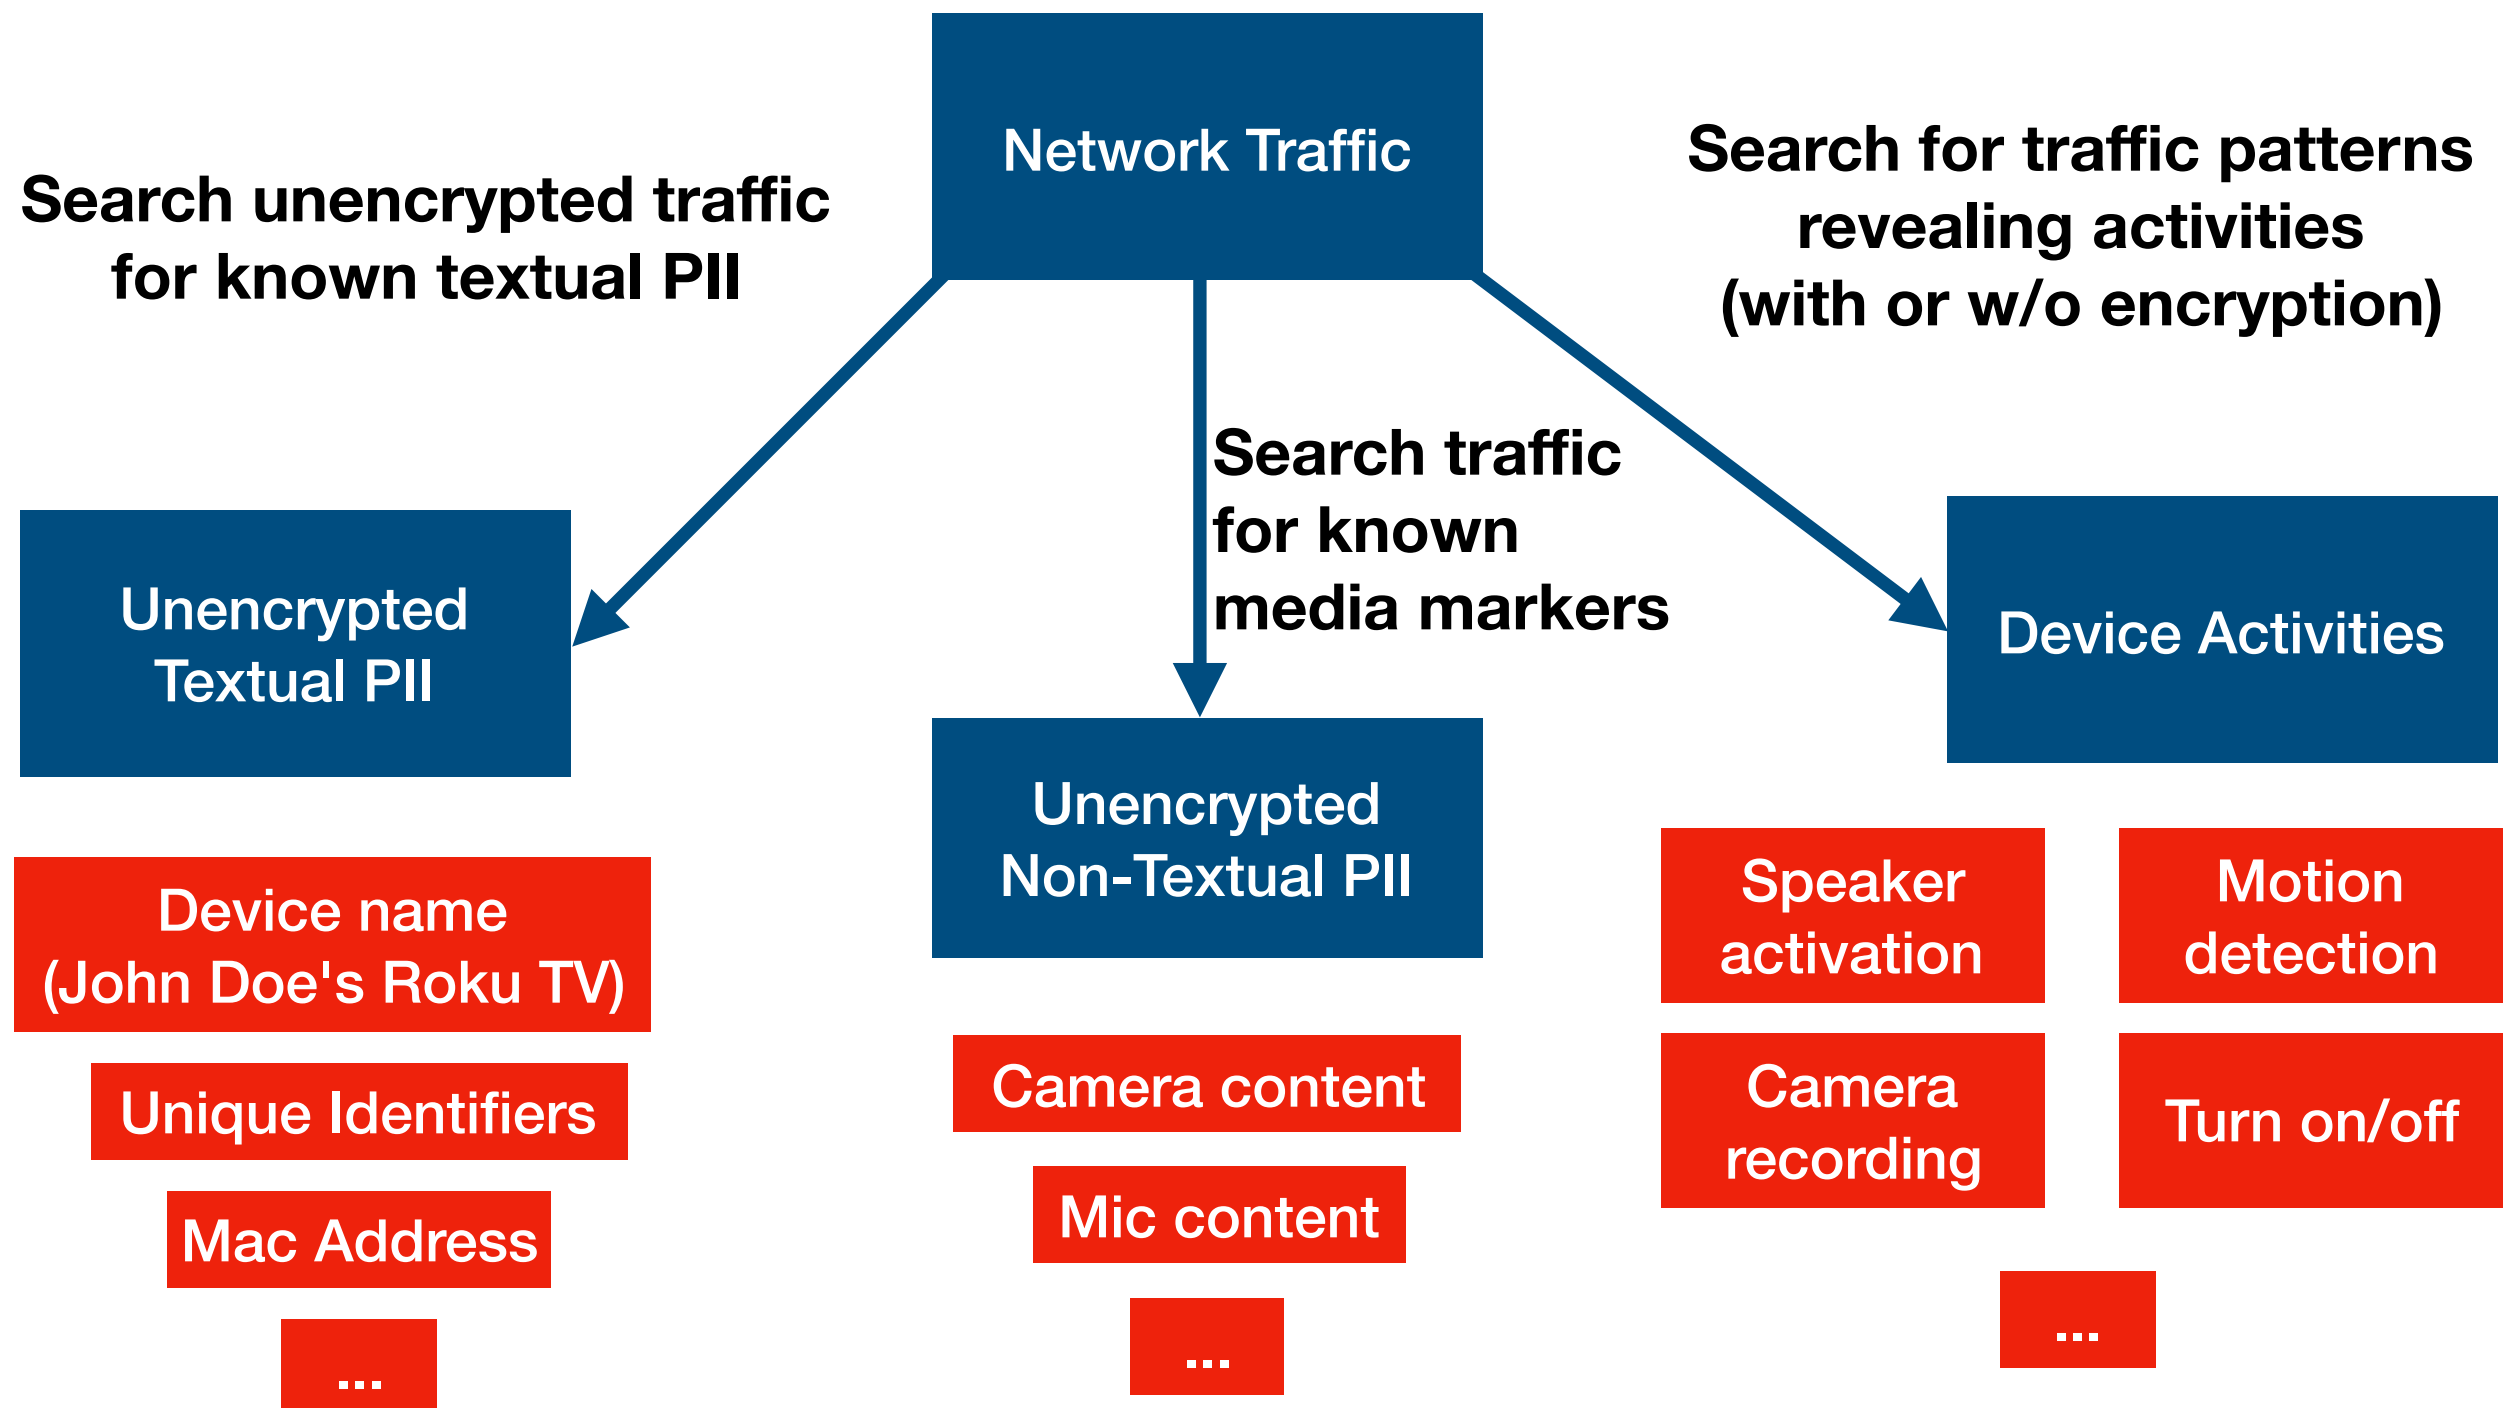 Network Traffic
Search unencrypted traffic
for known textual PII
Search for traffic patterns
revealing activities
(with or w/o encryption)
Search traffic
for known
media markers
Unencrypted
Textual PII
Device name
(John Doe's Roku TV)
Unique Identifiers
Mac Address
...
Unencrypted
Non-Textual PII
Camera content
Mic content
...
Device Activities
Speaker
activation
Motion
detection
Camera
recording
Turn on/off
...